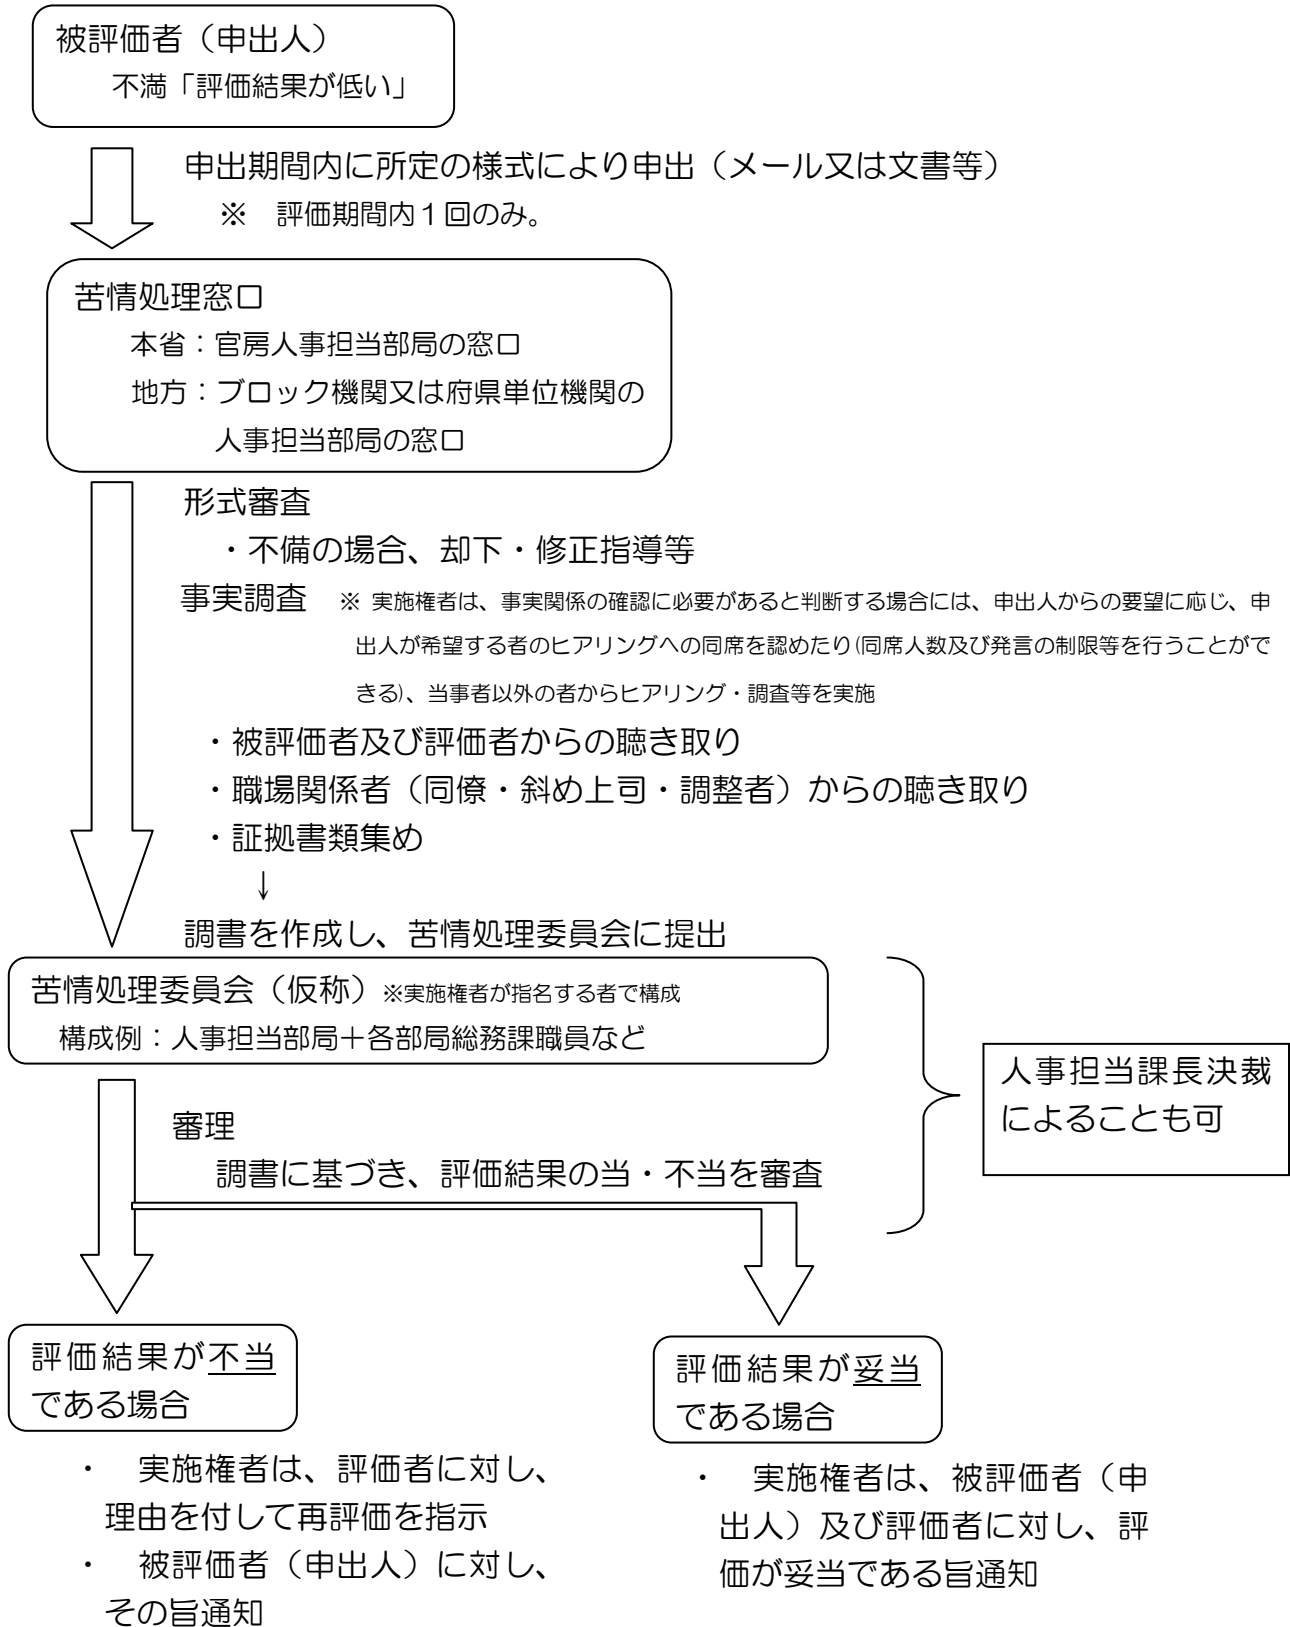 被評価者（申出人）
不満「評価結果が低い」
申出期間内に所定の様式により申出（メール又は文書等）
※　評価期間内１回のみ。
苦情処理窓口
本省：官房人事担当部局の窓口
地方：ブロック機関又は府県単位機関の
人事担当部局の窓口
形式審査
・不備の場合、却下・修正指導等
事実調査　※ 実施権者は、事実関係の確認に必要があると判断する場合には、申出人からの要望に応じ、申
出人が希望する者のヒアリングへの同席を認めたり(同席人数及び発言の制限等を行うことがで
きる)、当事者以外の者からヒアリング・調査等を実施
・被評価者及び評価者からの聴き取り
・職場関係者（同僚・斜め上司・調整者）からの聴き取り
・証拠書類集め
↓
調書を作成し、苦情処理委員会に提出
苦情処理委員会（仮称）※実施権者が指名する者で構成
構成例：人事担当部局＋各部局総務課職員など
人事担当課長決裁
によることも可
審理
調書に基づき、評価結果の当・不当を審査
評価結果が不当
である場合
・　実施権者は、評価者に対し、
理由を付して再評価を指示
・　被評価者（申出人）に対し、
その旨通知
評価結果が妥当
である場合
・　実施権者は、被評価者（申
出人）及び評価者に対し、評
価が妥当である旨通知